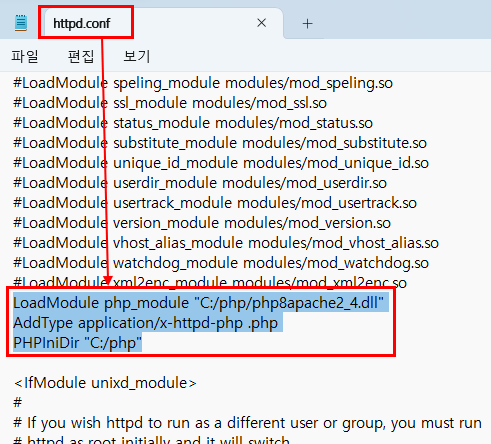 httpd.conf
파일 편집 보기
#LoadModule speling_module modules/mod_speling.so
#LoadModule ssl_module modules/mod_ssl.so
#LoadModule status_module modules/mod_status.so
#LoadModule substitute_module modules/mod_substitute.so
#LoadModule unique_id_module modules/mod_unique_id.so
#LoadModule userdir_module modules/mod_userdir.so
#LoadModule usertrack_module modules/mod_usertrack.so
#LoadModule version_module modules/mod_version.so
#LoadModule vhost_alias_module modules/mod_vhost_alias.so
#LoadModule watchdog_module modules/mod_watchdog.so
#LoadModule xml2enc_module modules/mod_xml2enc.so
LoadModule php_module "C:/php/php8apache2_4.dll"
AddType application/x-httpd-php .php
PHPIniDir "C:/php"
<IfModule unixd_module>
#
# If you wish httpd to run as a different user or group, you must run
# httpd as root initially and it will switch.